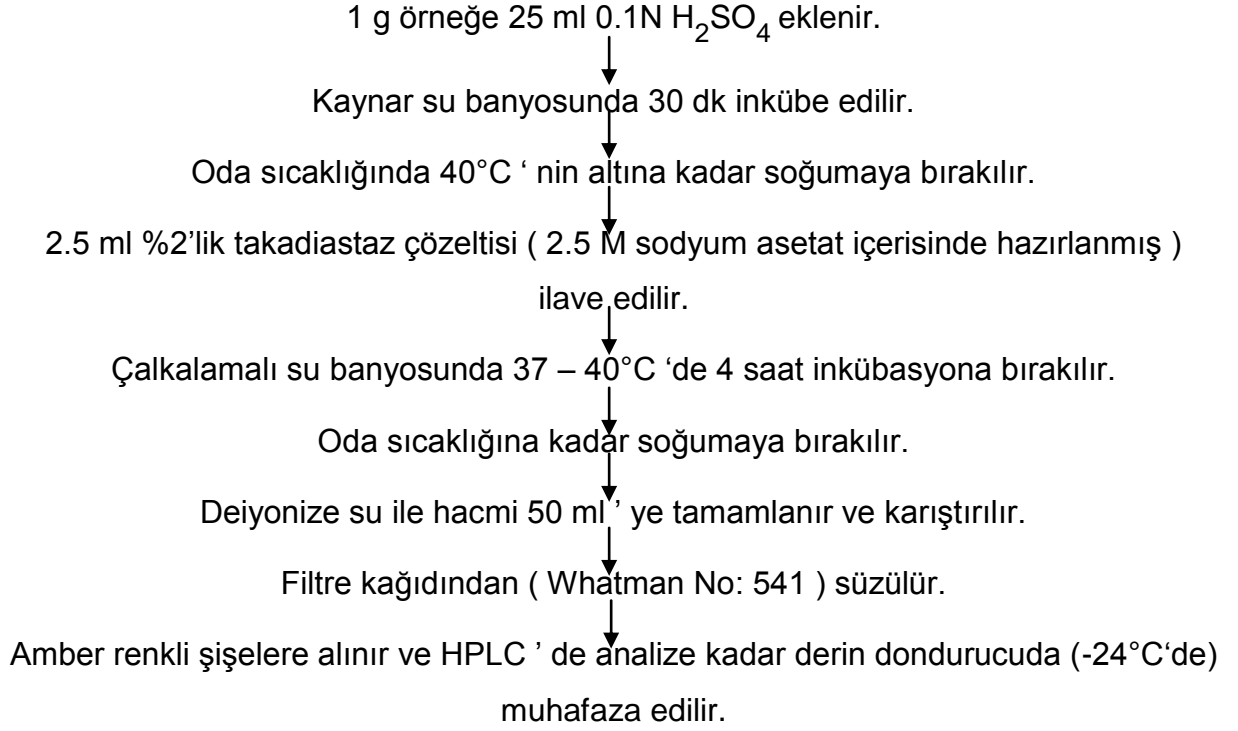 1 g örneğe 25 ml 0.1N H₂SO₄ eklenir.
Kaynar su banyosunda 30 dk inkübe edilir.
Oda sıcaklığında 40°C ‘ nin altına kadar soğumaya bırakılır.
2.5 ml %2’lik takadiastaz çözeltisi ( 2.5 M sodyum asetat içerisinde hazırlanmış )
ilave edilir.
Çalkalamalı su banyosunda 37 – 40°C ‘de 4 saat inkübasyona bırakılır.
Oda sıcaklığına kadar soğumaya bırakılır.
Deiyonize su ile hacmi 50 ml ’ ye tamamlanır ve karıştırılır.
Filtre kağıdından ( Whatman No: 541 ) süzülür.
Amber renkli şişelere alınır ve HPLC ’ de analize kadar derin dondurucuda (-24°C‘de)
muhafaza edilir.